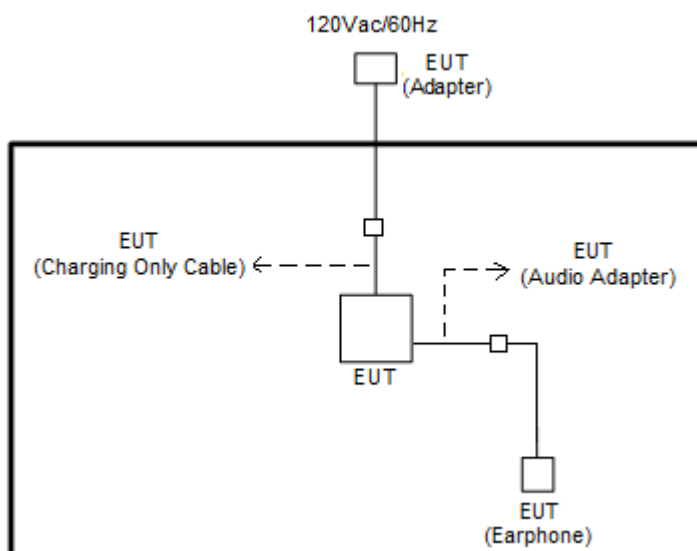 120Vac/60Hz
EUT
(Adapter)
EUT
(Charging Only Cable)
EUT
(Audio Adapter)
EUT
EUT
(Earphone)